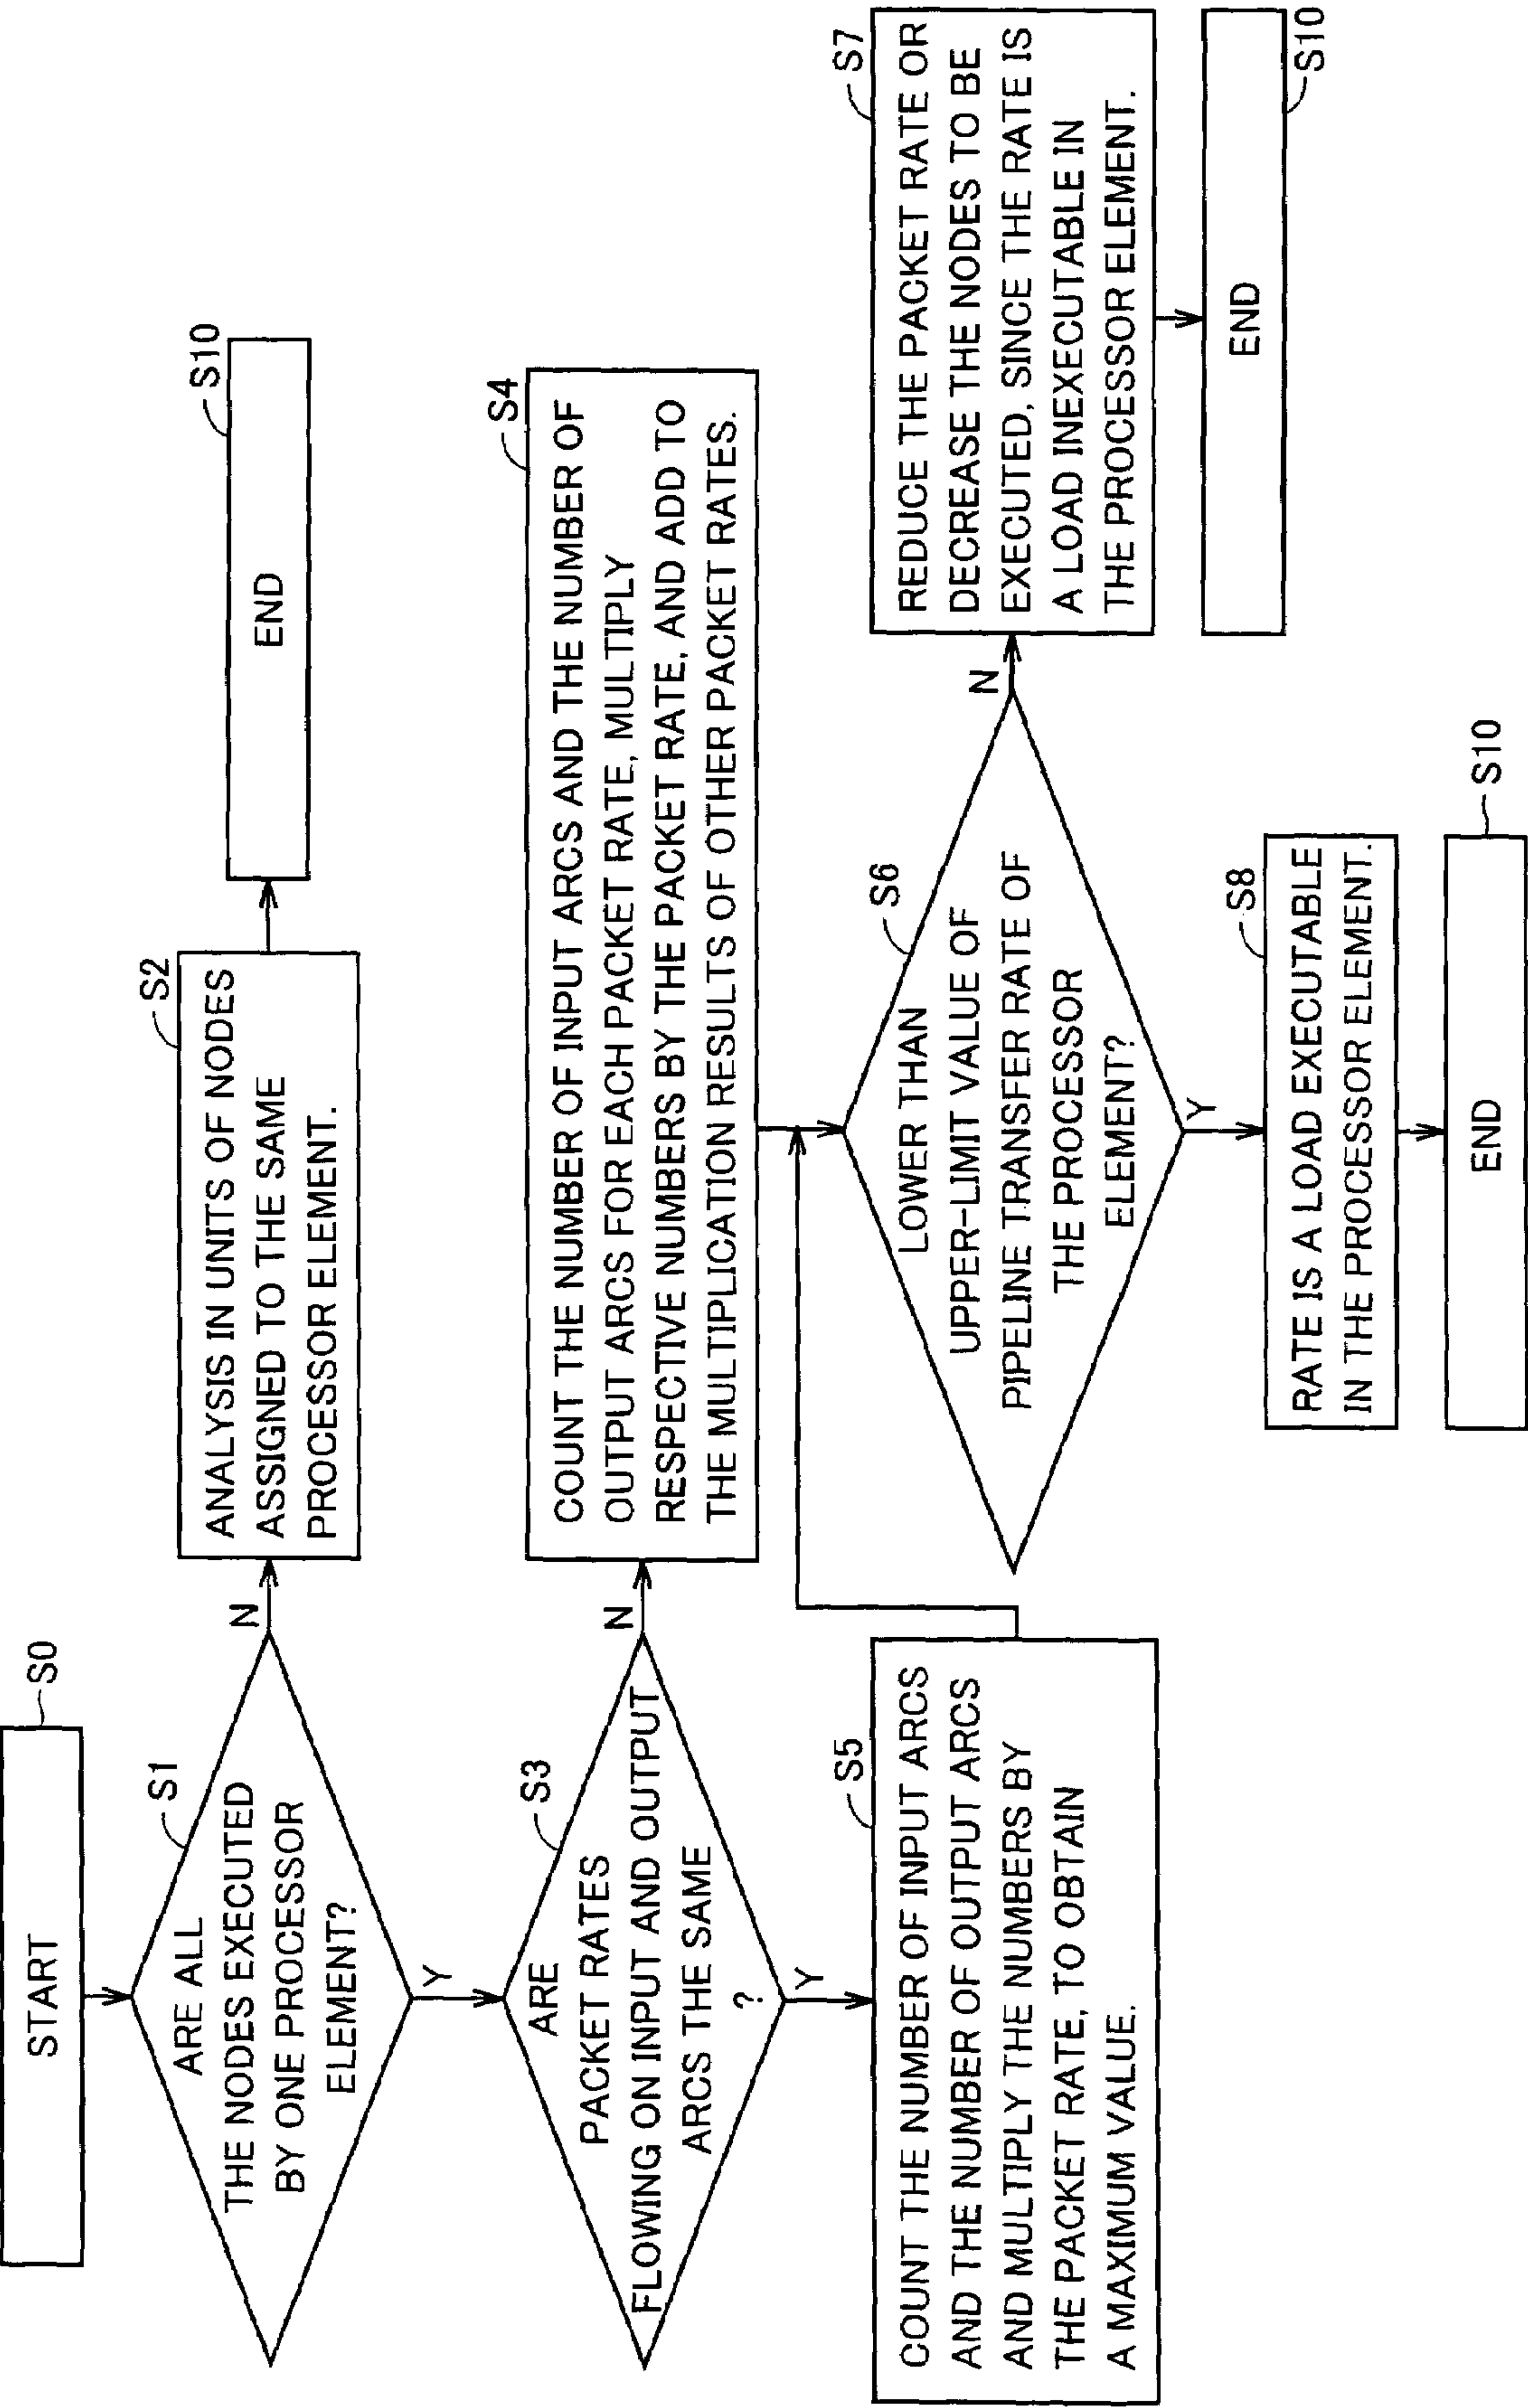 START
S0
S1
ARE ALL
THE NODES EXECUTED
BY ONE PROCESSOR
ELEMENT?
N
Y
S2
ANALYSIS IN UNITS OF NODES
ASSIGNED TO THE SAME
PROCESSOR ELEMENT.
S10
END
S3
ARE
PACKET RATES
FLOWING ON INPUT AND OUTPUT
ARCS THE SAME
?
N
Y
S4
COUNT THE NUMBER OF INPUT ARCS AND THE NUMBER OF
OUTPUT ARCS FOR EACH PACKET RATE, MULTIPLY
RESPECTIVE NUMBERS BY THE PACKET RATE, AND ADD TO
THE MULTIPLICATION RESULTS OF OTHER PACKET RATES.
S5
COUNT THE NUMBER OF INPUT ARCS
AND THE NUMBER OF OUTPUT ARCS
AND MULTIPLY THE NUMBERS BY
THE PACKET RATE, TO OBTAIN
A MAXIMUM VALUE.
S6
LOWER THAN
UPPER-LIMIT VALUE OF
PIPELINE TRANSFER RATE OF
THE PROCESSOR
ELEMENT?
N
Y
S7
REDUCE THE PACKET RATE OR
DECREASE THE NODES TO BE
EXECUTED, SINCE THE RATE IS
A LOAD INEXECUTABLE IN
THE PROCESSOR ELEMENT.
END
S10
S8
RATE IS A LOAD EXECUTABLE
IN THE PROCESSOR ELEMENT.
END
S10